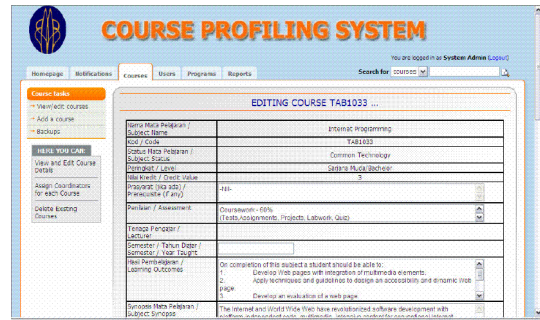 COURSE PROFILING SYSTEM
You are logged in as System Admin (Logout)
Homepage Notifications Courses Users Programs Reports Search for courses
Course tasks
View/edit courses
Add a course
Backups
HERE YOU CAN:
View and Edit Course
Details
Assign Coordinators
for each Course
Delete Existing
Courses
EDITING COURSE TAB1033 ...
Nama Mata Pelajaran /
Subject Name
Internet Programming
Kod / Code
TAB1033
Status Mata Pelajaran /
Subject Status
Common Technology
Peringkat / Level
Sarjana Muda/Bachelor
Nilai Kredit / Credit Value
3
Prasyarat (jika ada) /
Prerequisite (if any)
-Nil-
Penilaian / Assessment
Coursework - 60%
(Tests, Assignments, Projects, Labwork, Quiz)
Tenaga Pengajar /
Lecturer
Semester / Tahun Diajar /
Semester / Year Taught
Hasil Pembelajaran /
Learning Outcomes
On completion of this subject a student should be able to:
1 Develop Web pages with integration of multimedia elements.
2. Apply techniques and guidelines to design an accessibility and dinamic Web
page.
3 Develop an evaluation of a web page
Synopsis Mata Pelajaran /
Subject Synopsis
The Internet and World Wide Web have revolutionized software development with